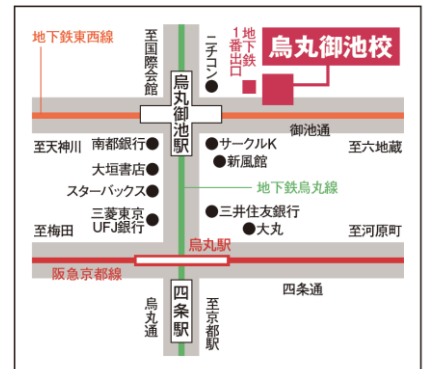 地下鉄東西線
至国際会館
ニチコン
地下鉄
1番出口
烏丸御池校
烏丸御池駅
御池通
至天神川
南都銀行
サークルK
至六地蔵
新風館
大垣書店
スターバックス
地下鉄烏丸線
三菱東京
UFJ銀行
三井住友銀行
大丸
至梅田
至河原町
烏丸駅
阪急京都線
四条通
烏丸通
四条駅
至京都駅